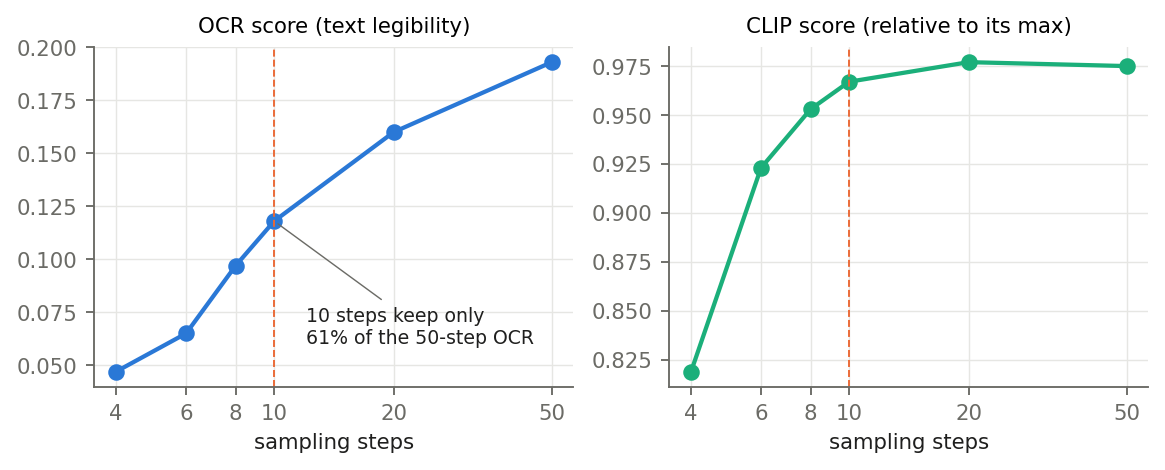 OCR score (text legibility)
0.200
0.175
0.150
0.125
0.100
0.075
0.050
10 steps keep only
61% of the 50-step OCR
4 6 8 10 20 50
sampling steps
CLIP score (relative to its max)
0.975
0.950
0.925
0.900
0.875
0.850
0.825
4 6 8 10 20 50
sampling steps